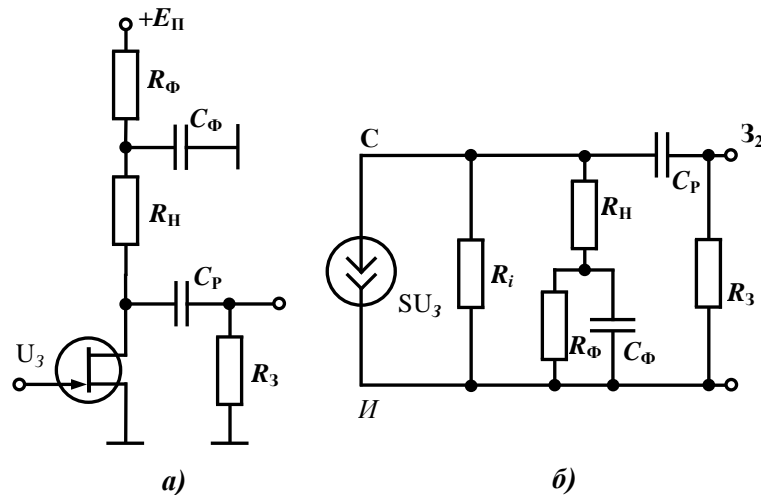 +EП
RФ
CФ
RН
CР
UЗ
RЗ
а)
С
З2
CР
RН
Ri
SUЗ
RЗ
RФ
CФ
И
б)